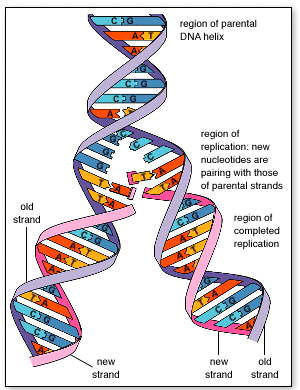 region of parental
DNA helix
C G
A T
A
G
C G
A T
C
G
G
C
T A
T A
region of
replication: new
nucleotides are
pairing with those
of parental strands
old
strand
region of
completed
replication
G
C G
A T
A T
C G
G
T A
C G
C G
A
G
T A
C G
C G
A
new
strand
new
strand
old
strand